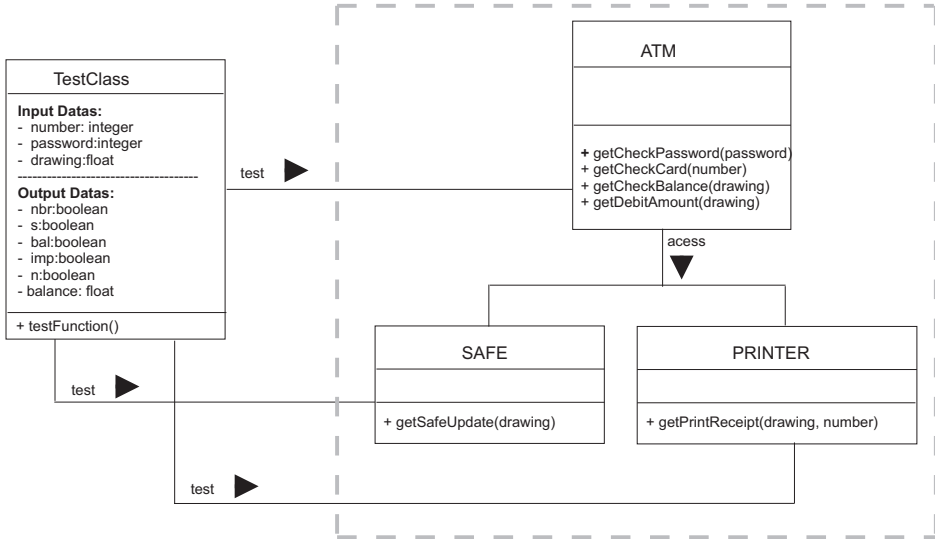 TestClass
Input Datas:
- number: integer
- password:integer
- drawing:float
Output Datas:
- nbr:boolean
- s:boolean
- bal:boolean
- imp:boolean
- n:boolean
- balance: float
+ testFunction()
test
ATM
+ getCheckPassword(password)
+ getCheckCard(number)
+ getCheckBalance(drawing)
+ getDebitAmount(drawing)
acess
SAFE
+ getSafeUpdate(drawing)
PRINTER
+ getPrintReceipt(drawing, number)
test
test